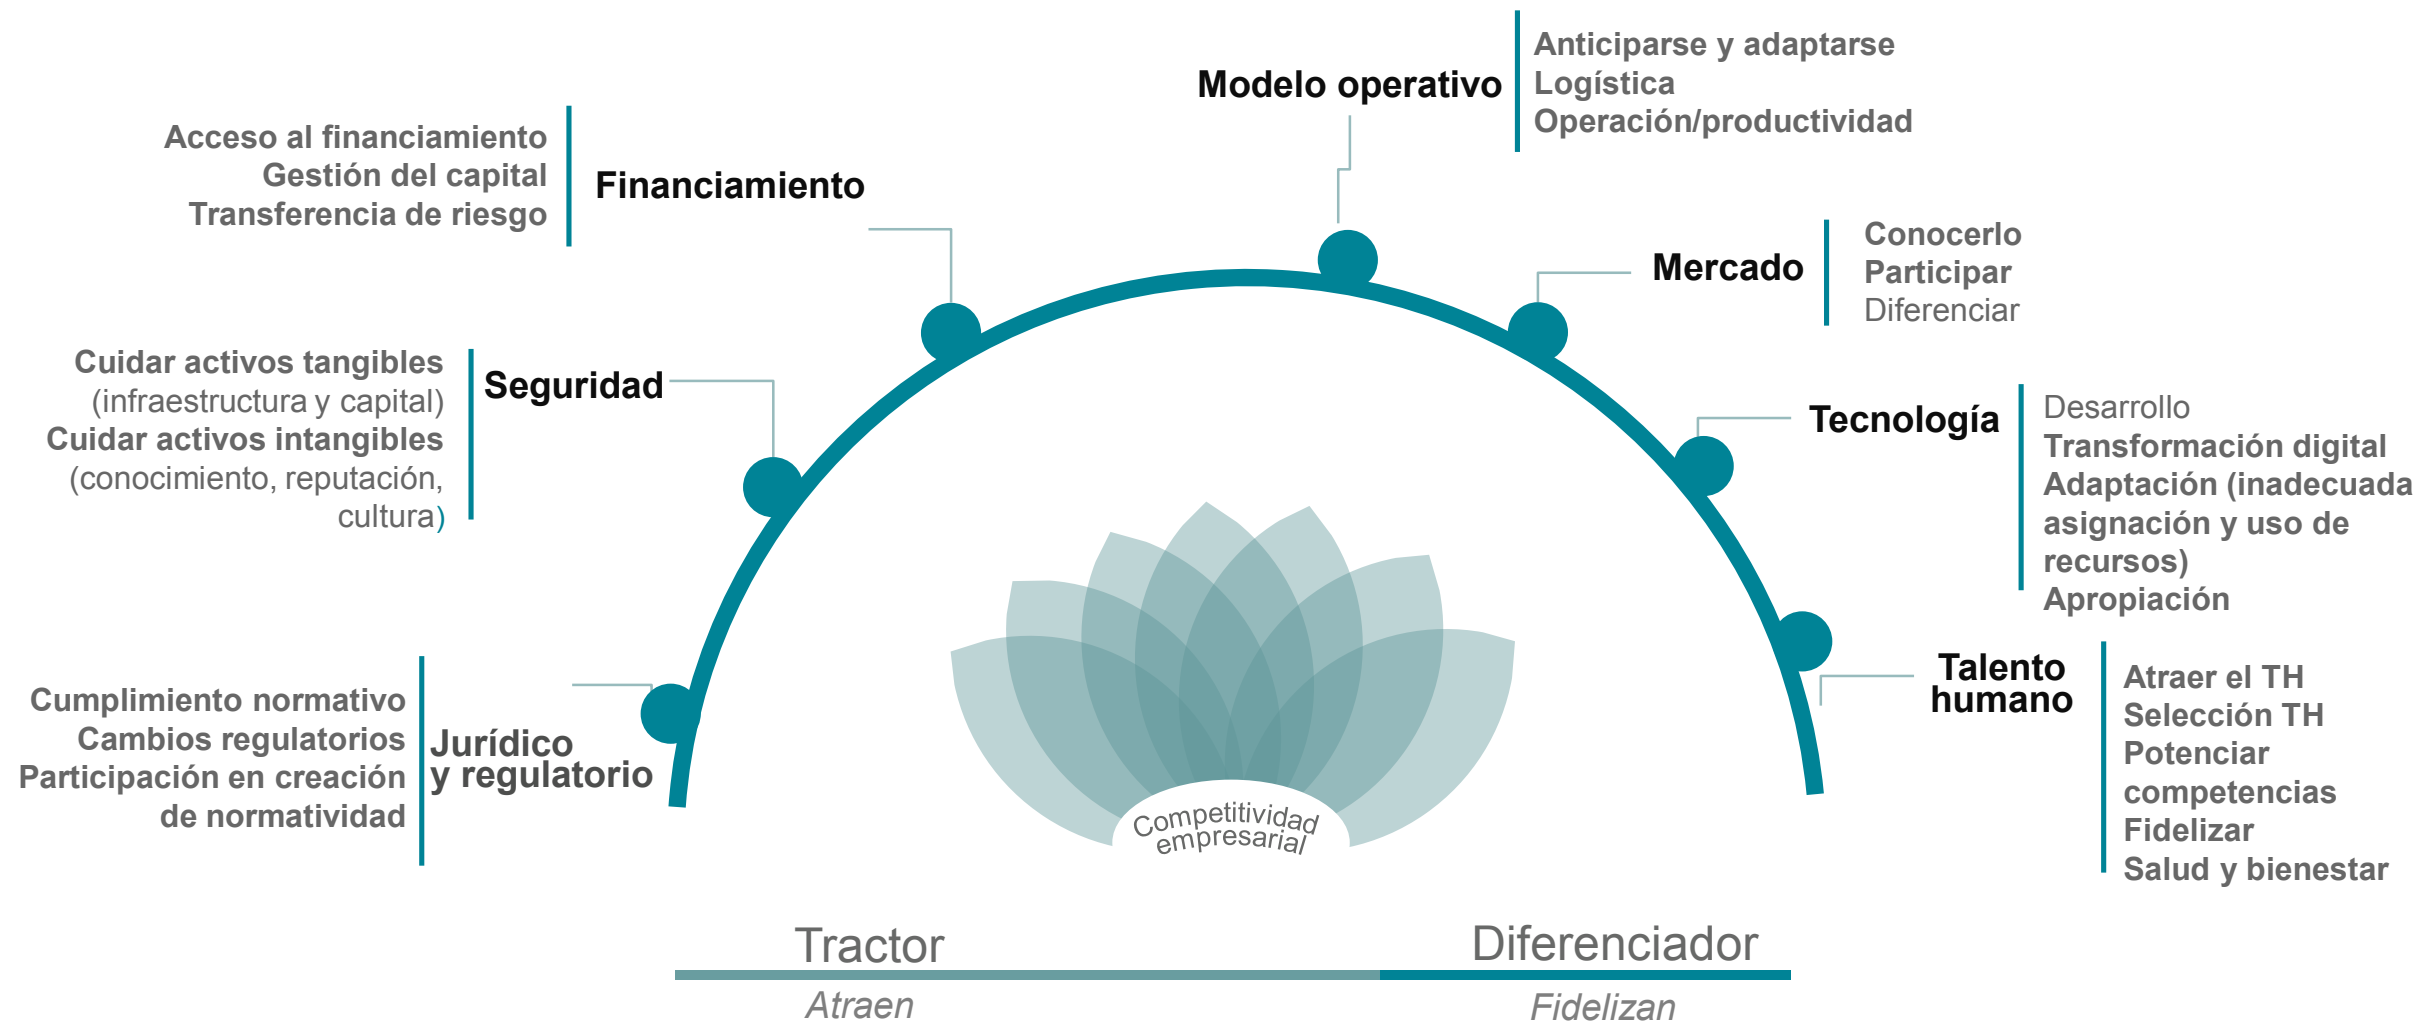 Modelo operativo
Anticiparse y adaptarse
Logística
Operación/productividad
Acceso al financiamiento
Gestión del capital
Transferencia de riesgo
Financiamiento
Mercado
Conocerlo
Participar
Diferenciar
Cuidar activos tangibles
(infraestructura y capital)
Cuidar activos intangibles
(conocimiento, reputación,
cultura)
Seguridad
Tecnología
Desarrollo
Transformación digital
Adaptación (inadecuada
asignación y uso de
recursos)
Apropiación
Cumplimiento normativo
Cambios regulatorios
Participación en creación
de normatividad
Jurídico
y regulatorio
Talento
humano
Atraer el TH
Selección TH
Potenciar
competencias
Fidelizar
Salud y bienestar
Competitividad
empresarial
Tractor
Diferenciador
Atraen
Fidelizan